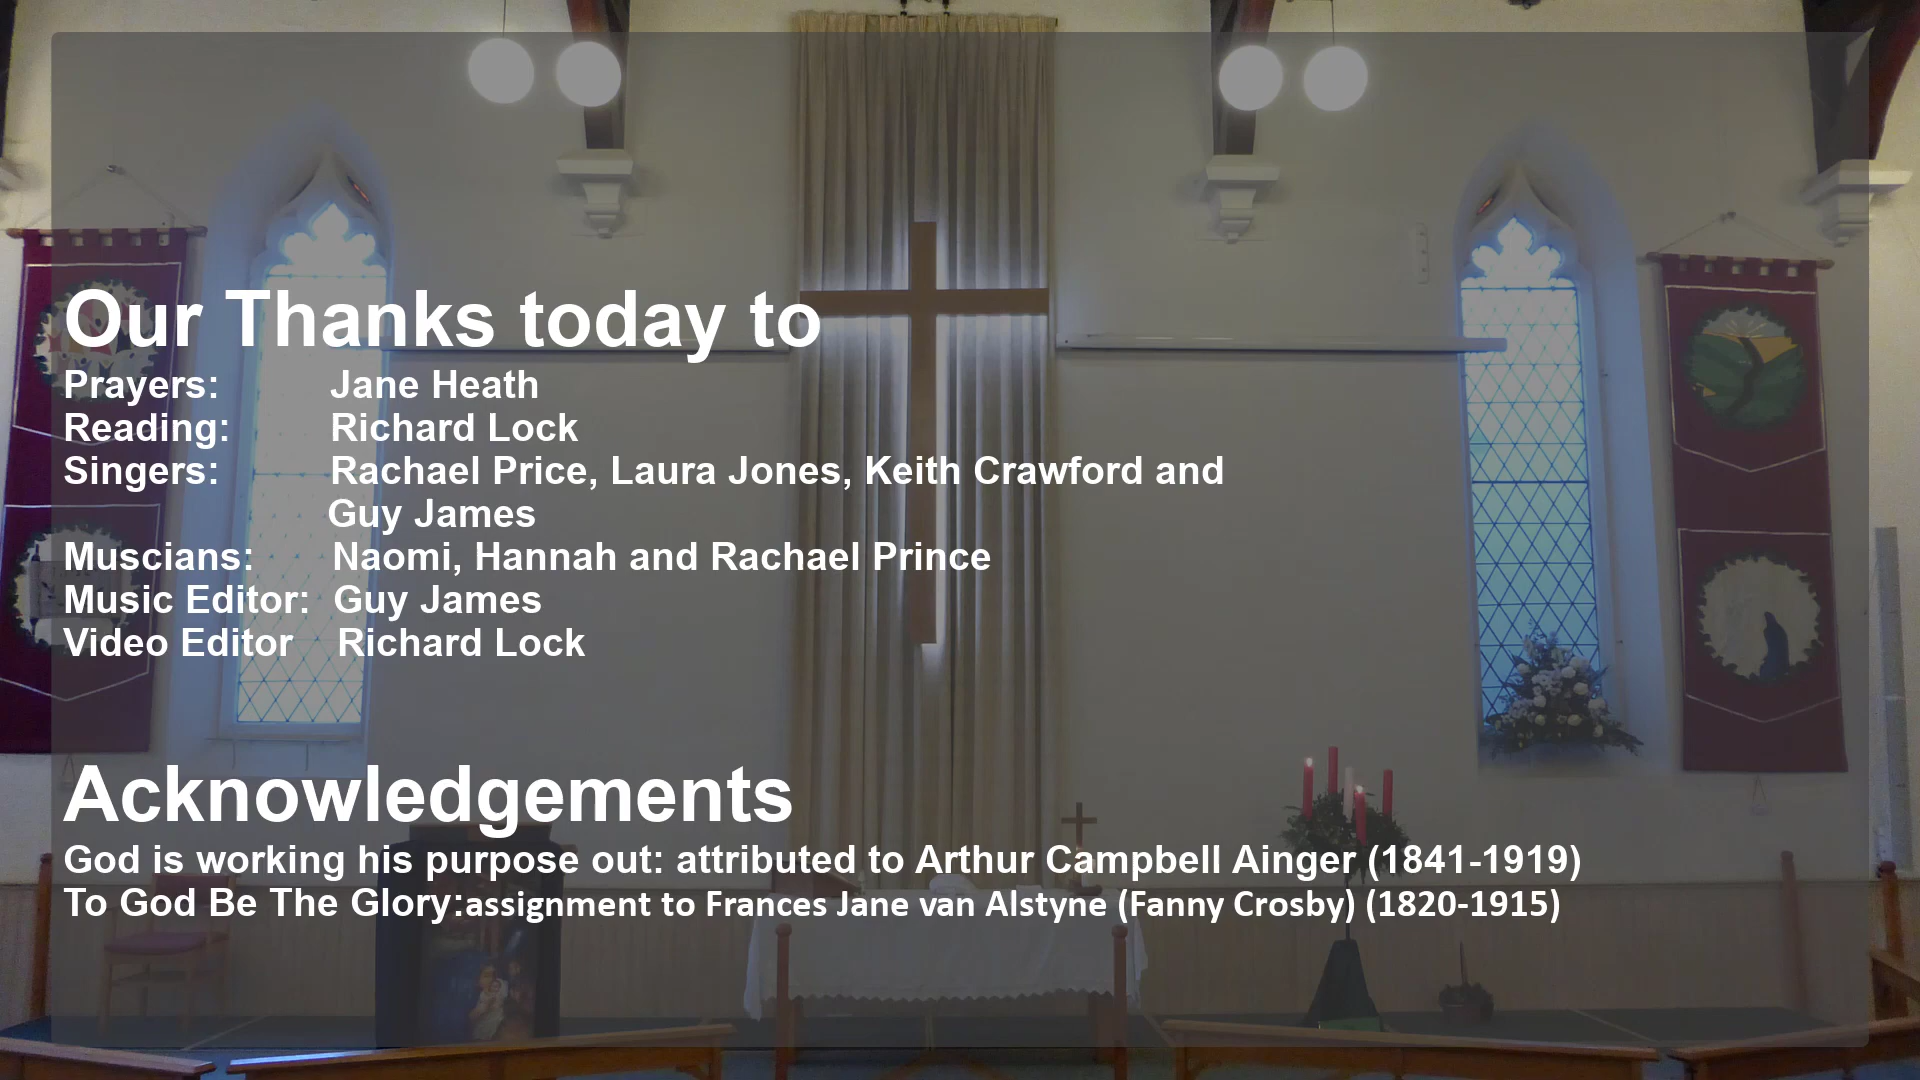 Our Thanks today to
Prayers: Jane Heath
Reading: Richard Lock
Singers: Rachael Price, Laura Jones, Keith Crawford and
Guy James
Muscians: Naomi, Hannah and Rachael Prince
Music Editor: Guy James
Video Editor Richard Lock
Acknowledgements
God is working his purpose out: attributed to Arthur Campbell Ainger (1841-1919)
To God Be The Glory:assignment to Frances Jane van Alstyne (Fanny Crosby) (1820-1915)